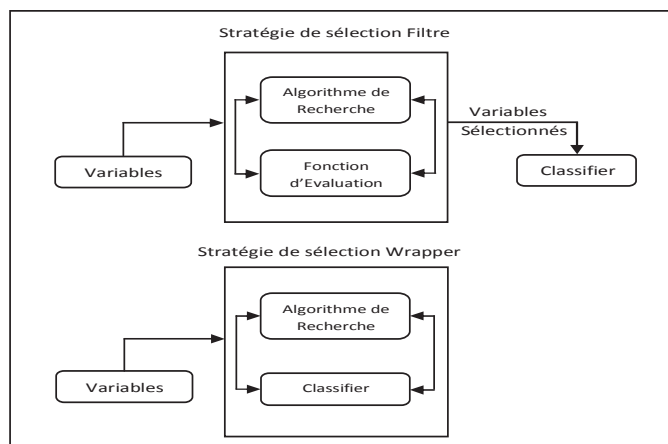 Stratégie de sélection Filtre
Algorithme de
Recherche
Variables
Sélectionnés
Variables
Fonction
d'Evaluation
Classifier
Stratégie de sélection Wrapper
Algorithme de
Recherche
Variables
Classifier